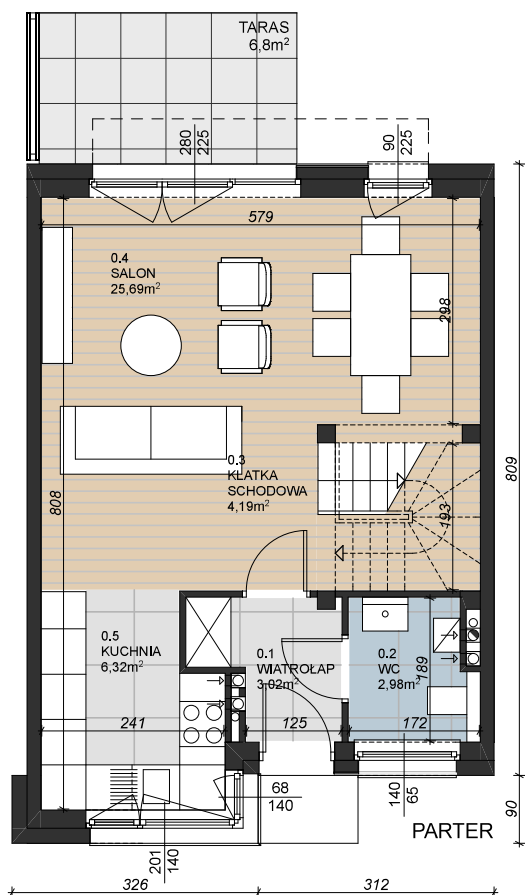 TARAS
6,8m²
280
225
90
225
579
0.4
SALON
25,69m²
298
809
0.3
KLATKA
SCHODOWA
4,19m²
808
193
0.5
KUCHNIA
6,32m²
0.1
WIATROŁAP
3,02m²
0.2
WC
2,98m²
189
241
125
172
68
140
140
65
90
PARTER
201
140
326
312